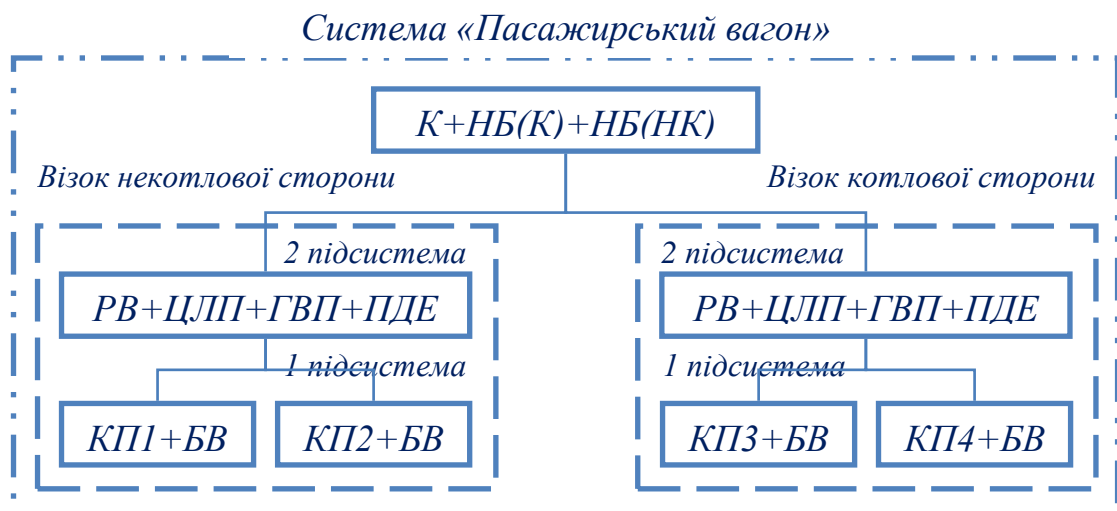 Система «Пасажирський вагон»
К+НБ(К)+НБ(НК)
Візок некотлової сторони
Візок котлової сторони
2 підсистема
2 підсистема
РВ+ЦЛП+ГВП+ПДЕ
РВ+ЦЛП+ГВП+ПДЕ
1 підсистема
1 підсистема
КП1+БВ
КП2+БВ
КП3+БВ
КП4+БВ